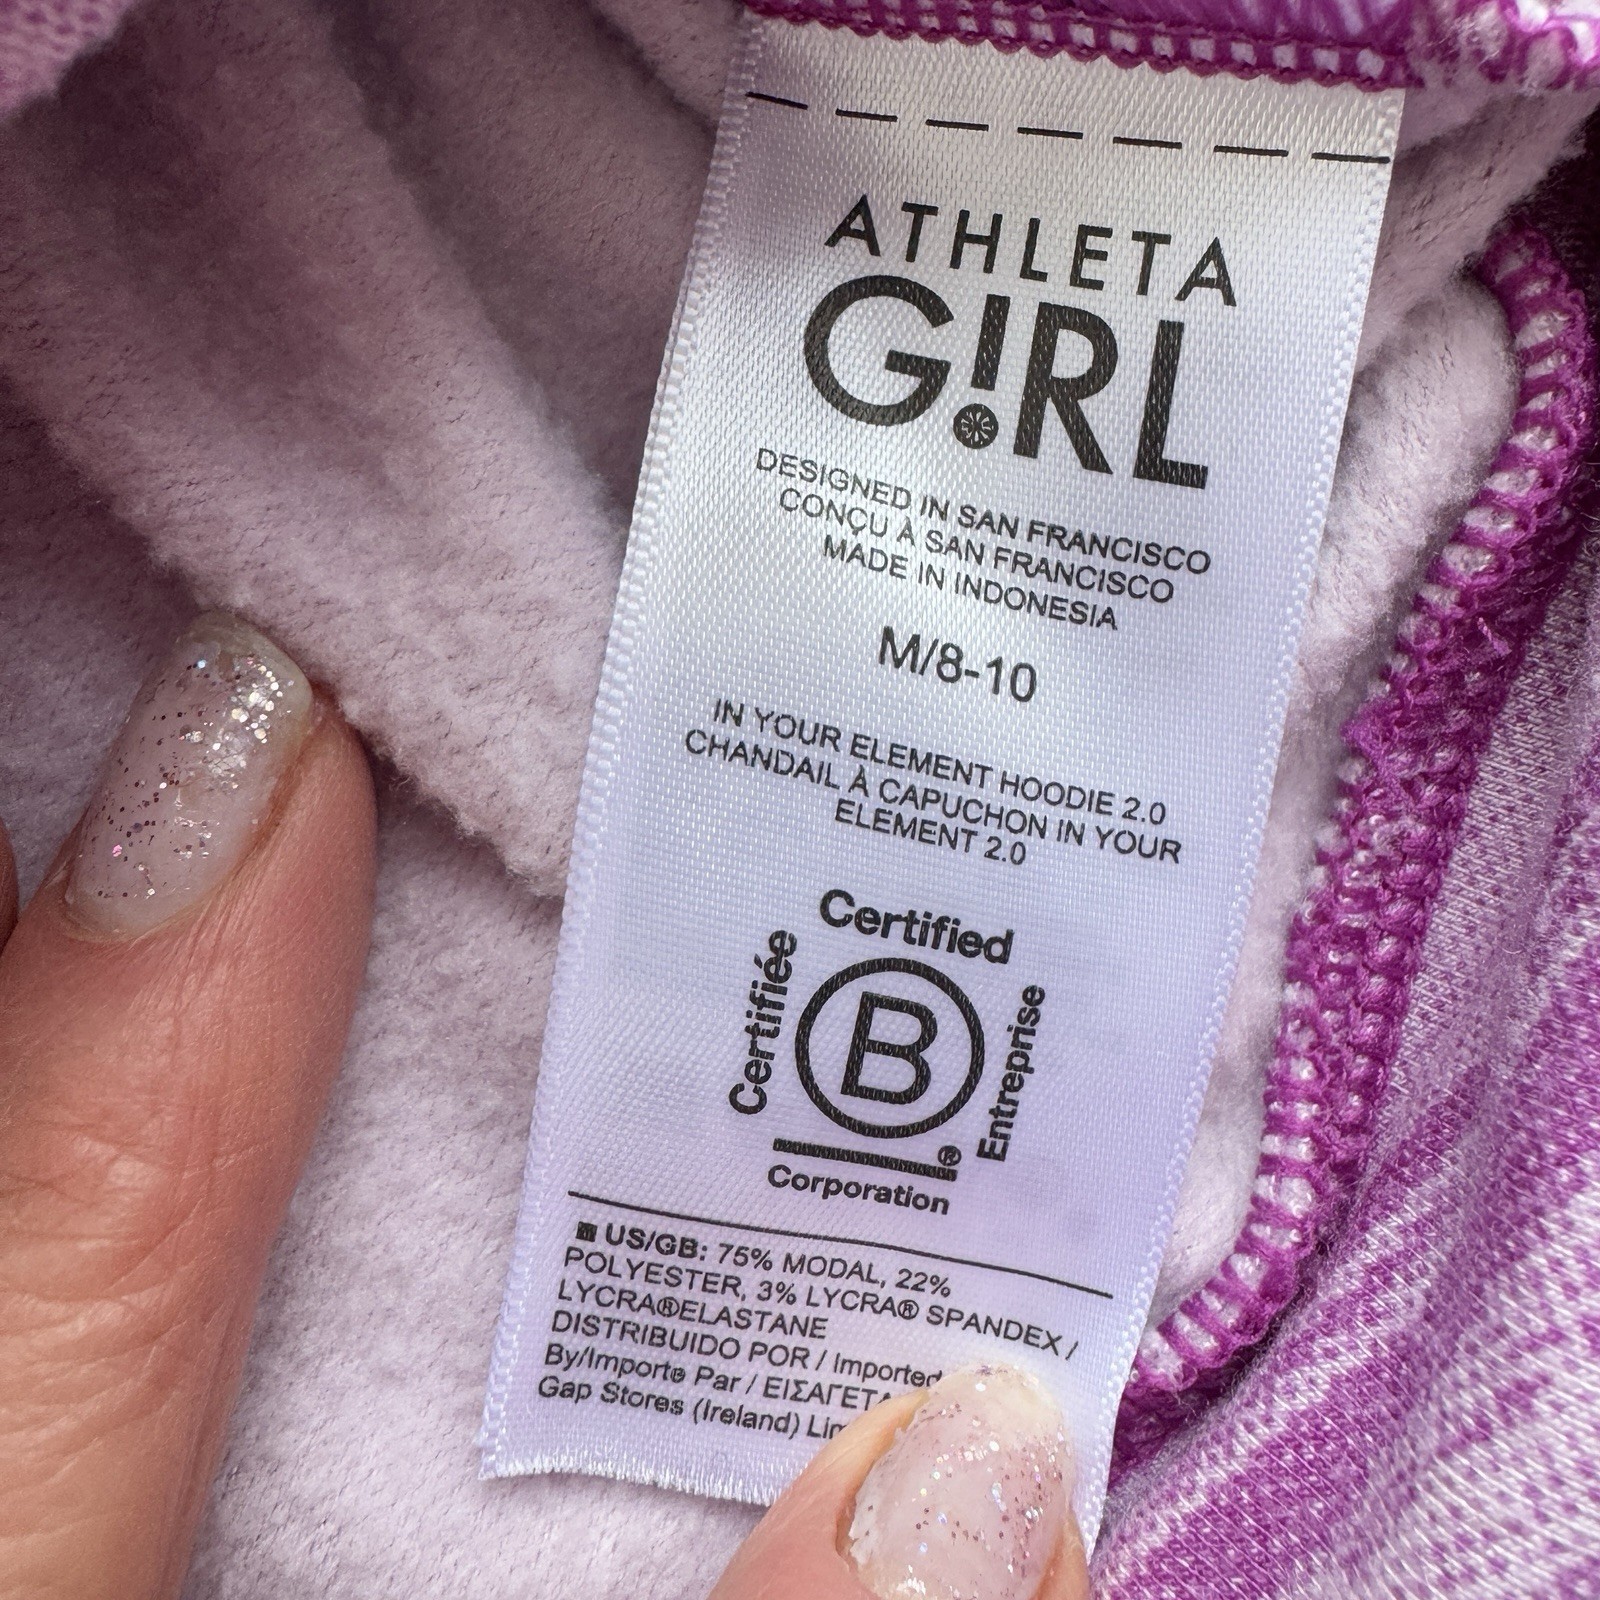 ATHLETA
G!RL
DESIGNED IN SAN FRANCISCO
CONÇU À SAN FRANCISCO
MADE IN INDONESIA
M/8-10
IN YOUR ELEMENT HOODIE 2.0
CHANDAIL À CAPUCHON IN YOUR
ELEMENT 2.0
Certified
Certifiée
B
Entreprise
®
Corporation
US/GB: 75% MODAL, 22%
POLYESTER, 3% LYCRA® SPANDEX /
LYCRA®ELASTANE
DISTRIBUIDO POR / Imported
By/Importe Par /
Gap Stores (Ireland)